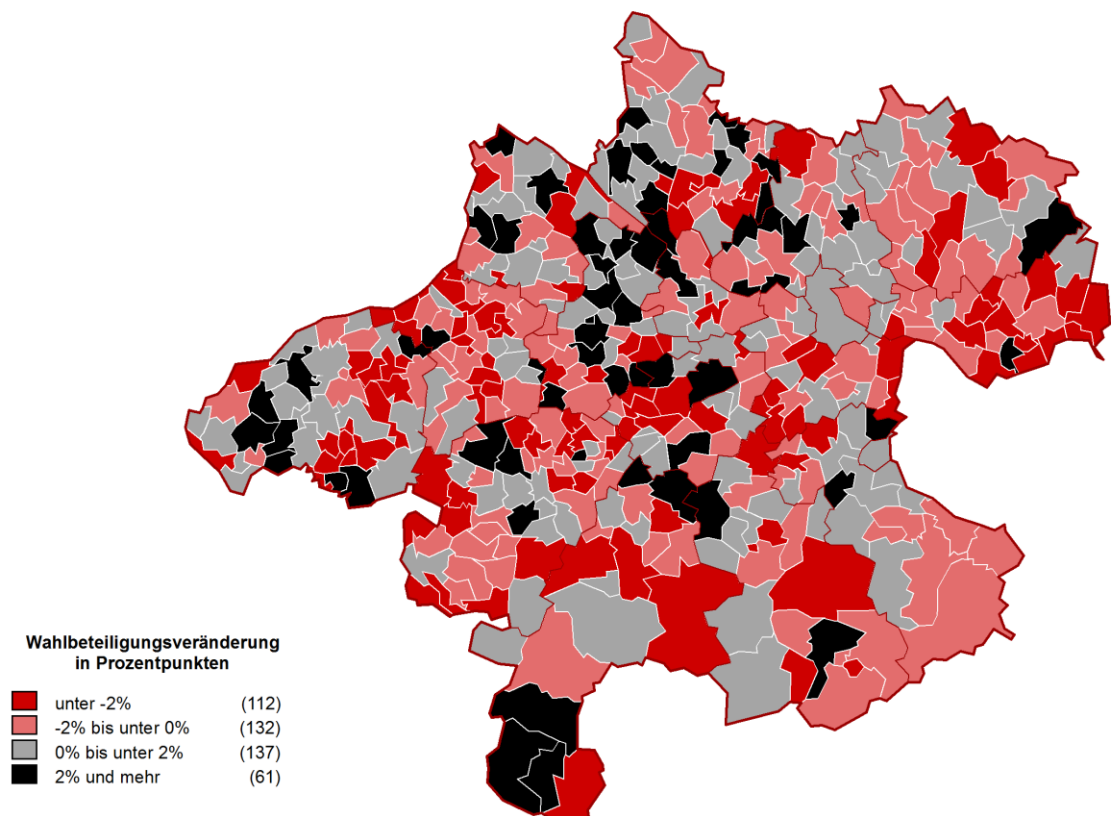 Wahlbeteiligungsveränderung
in Prozentpunkten
unter -2% (112)
-2% bis unter 0% (132)
0% bis unter 2% (137)
2% und mehr (61)